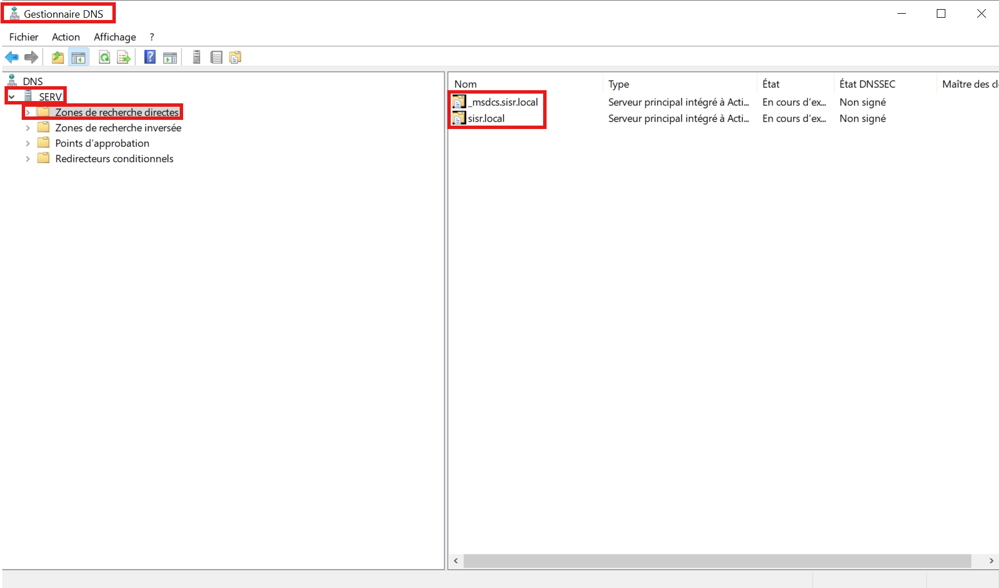 Gestionnaire DNS
Fichier Action Affichage ?
DNS
SERV
Zones de recherche directes
Zones de recherche inversée
Points d’approbation
Redirecteurs conditionnels
Nom Type État État DNSSEC Maître des
_msdcs.sisr.local Serveur principal intégré à Acti... En cours d’ex... Non signé
sisr.local Serveur principal intégré à Acti... En cours d’ex... Non signé